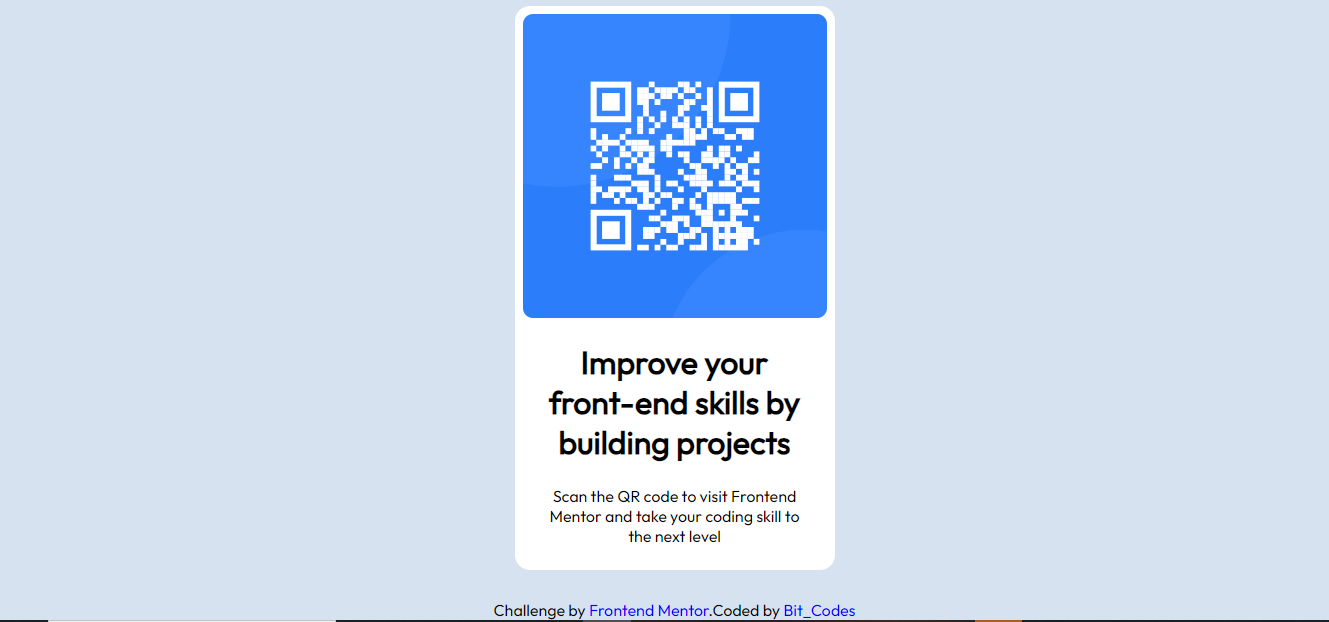 Improve your
front-end skills by
building projects
Scan the QR code to visit Frontend
Mentor and take your coding skill to
the next level
Challenge by Frontend Mentor.Coded by Bit_Codes